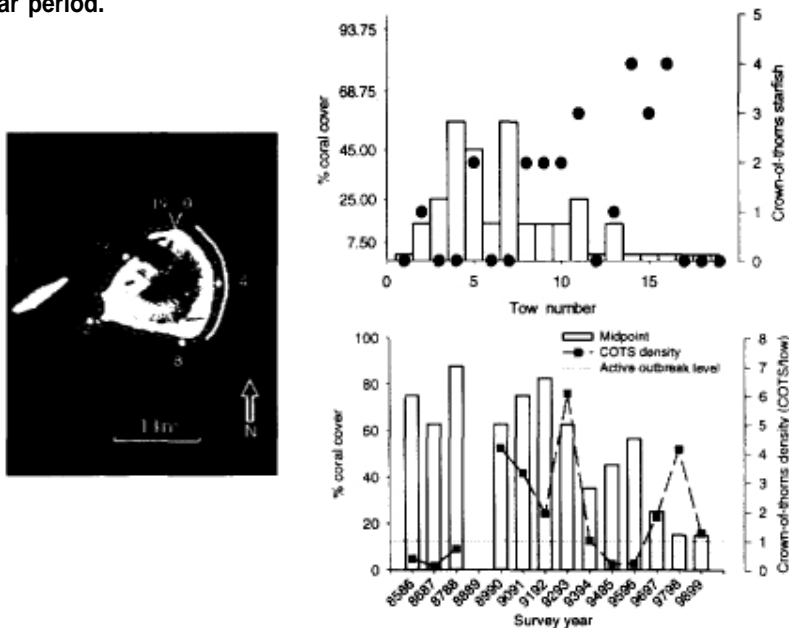 ar period.
93.75
68.75
45.00
25.00
7.50
% coral cover
5
4
3
2
1
0
Crown-of-thorns starfish
0 5 10 15
Tow number
4
8
N
100
80
60
40
20
0
% coral cover
Midpoint
COTS density
Active outbreak level
8
7
6
5
4
3
2
1
0
Crown-of-thorns density (COTS/tow)
8586 8687 8788 8889 8990 9091 9192 9293 9394 9495 9596 9697 9798 9899
Survey year